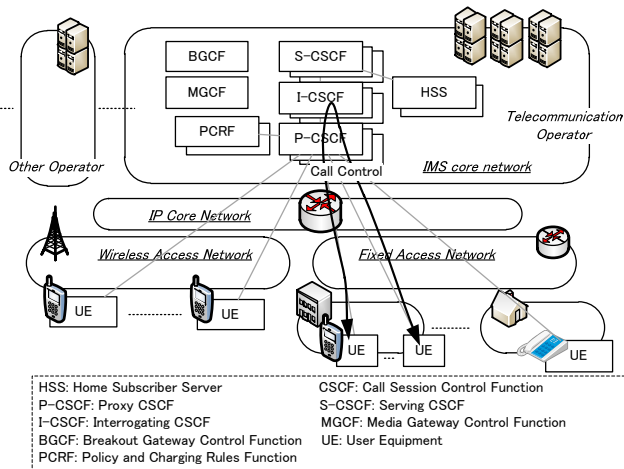 BGCF
S-CSCF
MGCF
I-CSCF
HSS
PCRF
P-CSCF
Telecommunication
Operator
Other Operator
Call Control
IMS core network
IP Core Network
Wireless Access Network
Fixed Access Network
UE
UE
UE
UE
UE
HSS: Home Subscriber Server
CSCF: Call Session Control Function
P-CSCF: Proxy CSCF
S-CSCF: Serving CSCF
I-CSCF: Interrogating CSCF
MGCF: Media Gateway Control Function
BGCF: Breakout Gateway Control Function
UE: User Equipment
PCRF: Policy and Charging Rules Function